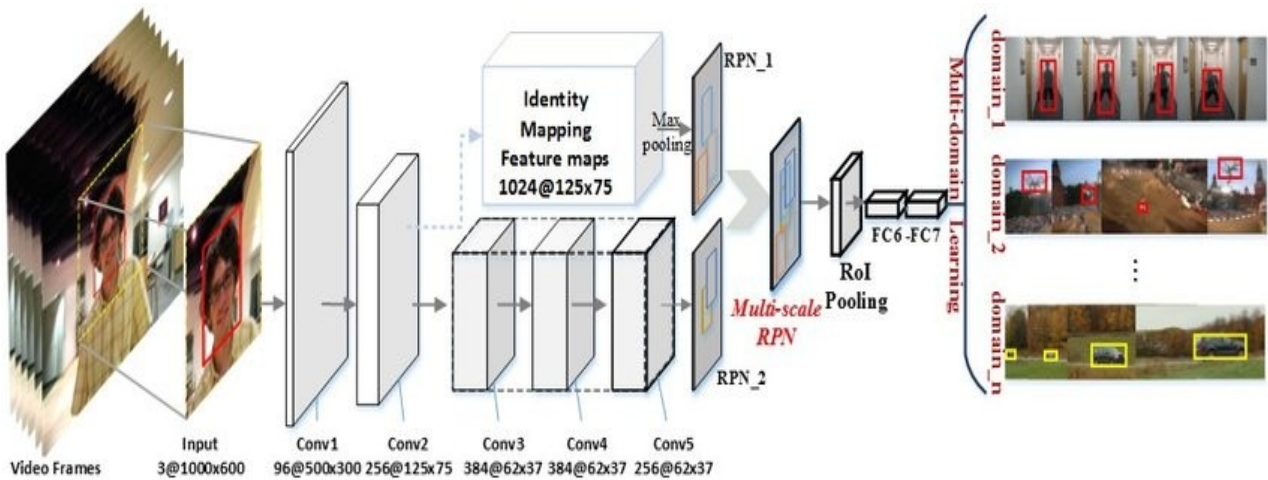 Identity
Mapping
Feature maps
1024@125x75
Max
pooling
RPN_1
Multi-scale
RPN
RPN_2
RoI
Pooling
FC6 -FC7
Multi-domain Learning
domain_1
domain_2
⋮
domain_n
Video Frames
Input
3@1000x600
Conv1
96@500x300
Conv2
256@125x75
Conv3
384@62x37
Conv4
384@62x37
Conv5
256@62x37